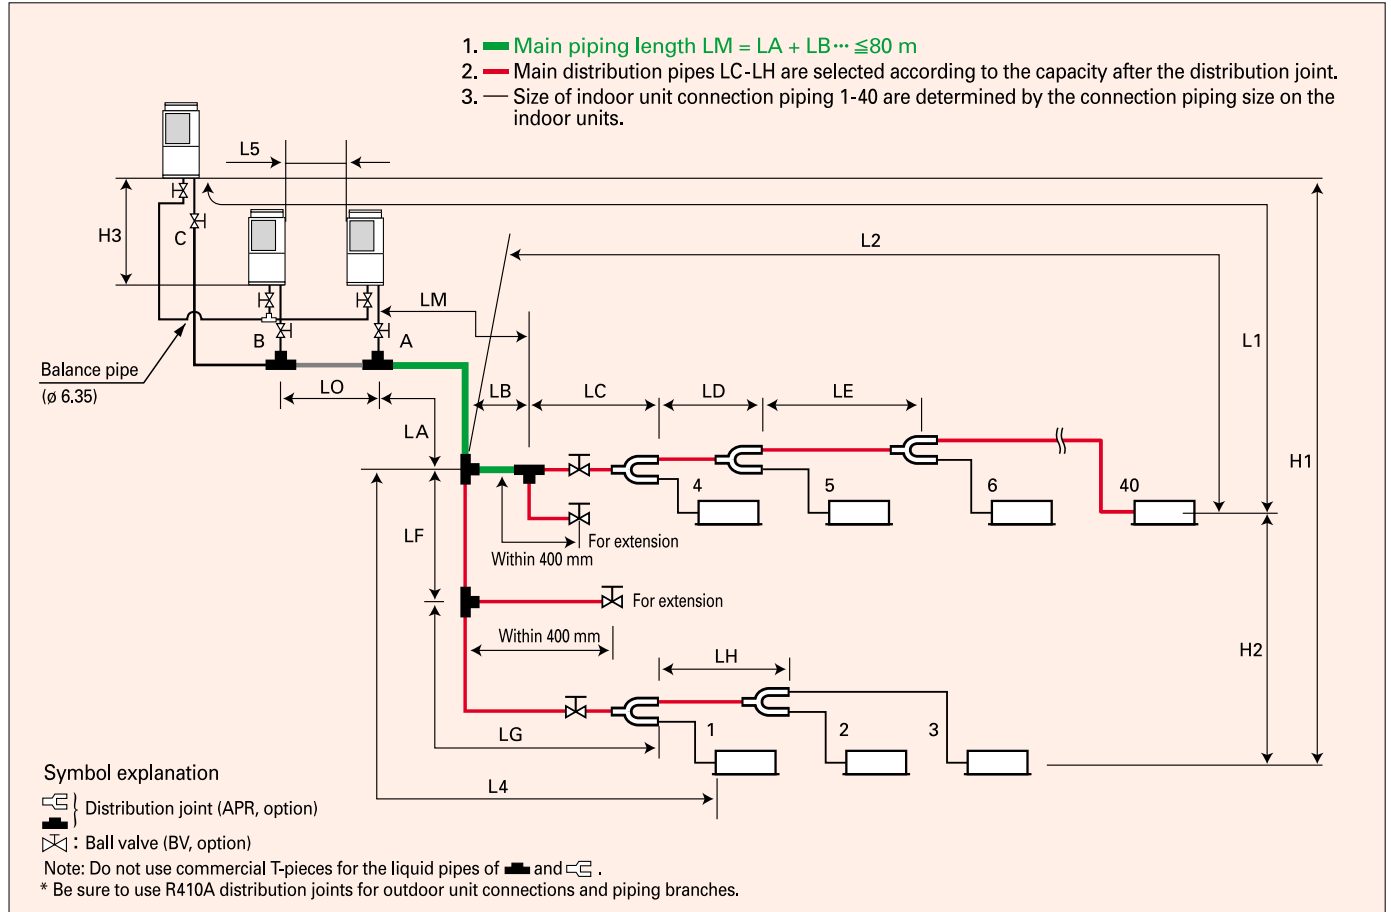 1. Main piping length LM = LA + LB··· ≦80 m
2. Main distribution pipes LC-LH are selected according to the capacity after the distribution joint.
3. Size of indoor unit connection piping 1-40 are determined by the connection piping size on the
indoor units.
L5
H3
C
L2
LM
B
A
L1
Balance pipe
(ø 6.35)
LO
LB
LC
LD
LE
LA
H1
4
5
6
40
LF
For extension
Within 400 mm
For extension
Within 400 mm
LH
H2
1
2
3
LG
L4
Symbol explanation
Distribution joint (APR, option)
: Ball valve (BV, option)
Note: Do not use commercial T-pieces for the liquid pipes of and .
* Be sure to use R410A distribution joints for outdoor unit connections and piping branches.